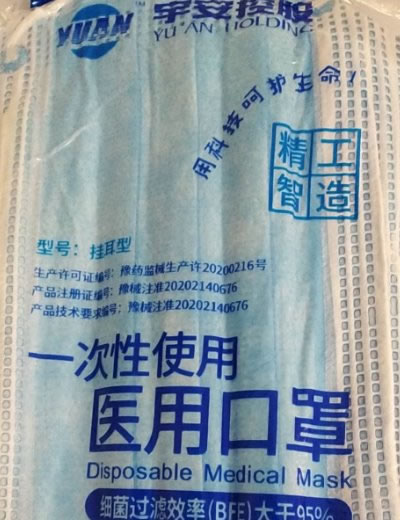 YUAN™
宇安控股
YU AN HOLDING
用科技呵护生命!
精工
智造
型号：挂耳型
生产许可证编号：豫药监械生产许20200216号
产品注册证编号：豫械注准20202140676
产品技术要求编号：豫械注准20202140676
一次性使用
医用口罩
Disposable Medical Mask
细菌过滤效率(BFE)大于95%